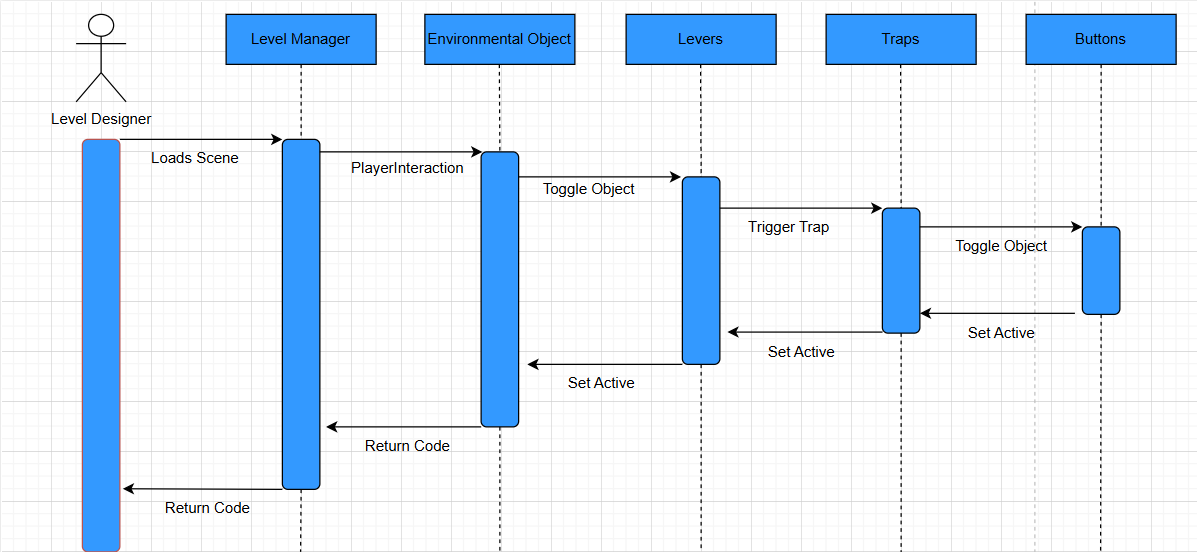 Level Manager
Environmental Object
Levers
Traps
Buttons
Level Designer
Loads Scene
PlayerInteraction
Toggle Object
Trigger Trap
Toggle Object
Set Active
Set Active
Set Active
Return Code
Return Code